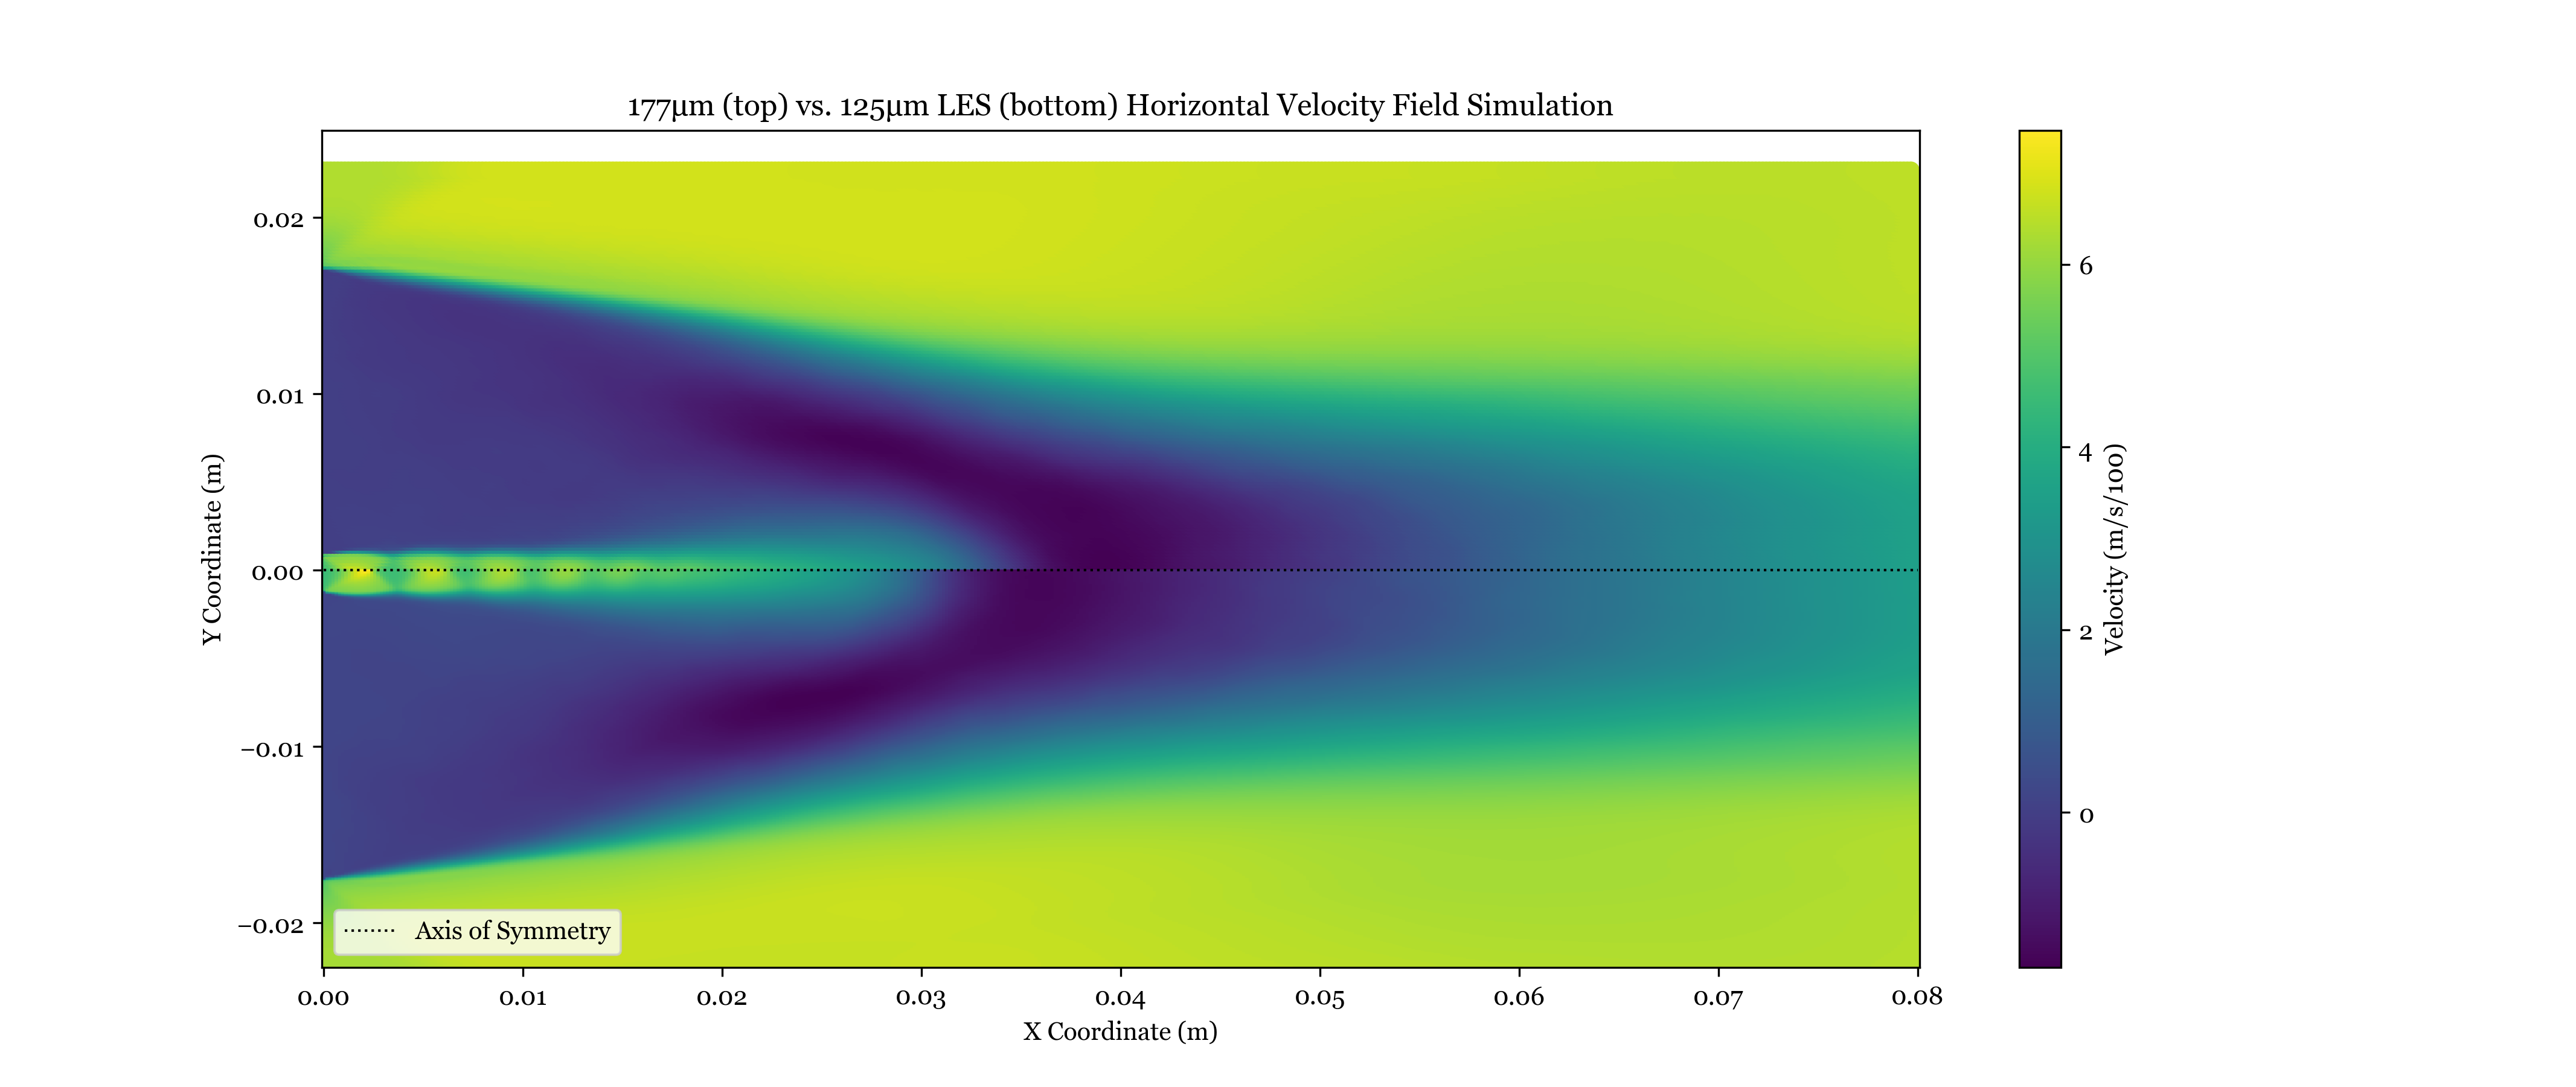 177µm (top) vs. 125µm LES (bottom) Horizontal Velocity Field Simulation
0.02
0.01
0.00
−0.01
−0.02
Y Coordinate (m)
Axis of Symmetry
0.00 0.01 0.02 0.03 0.04 0.05 0.06 0.07 0.08
X Coordinate (m)
6
4
2
0
Velocity (m/s/100)